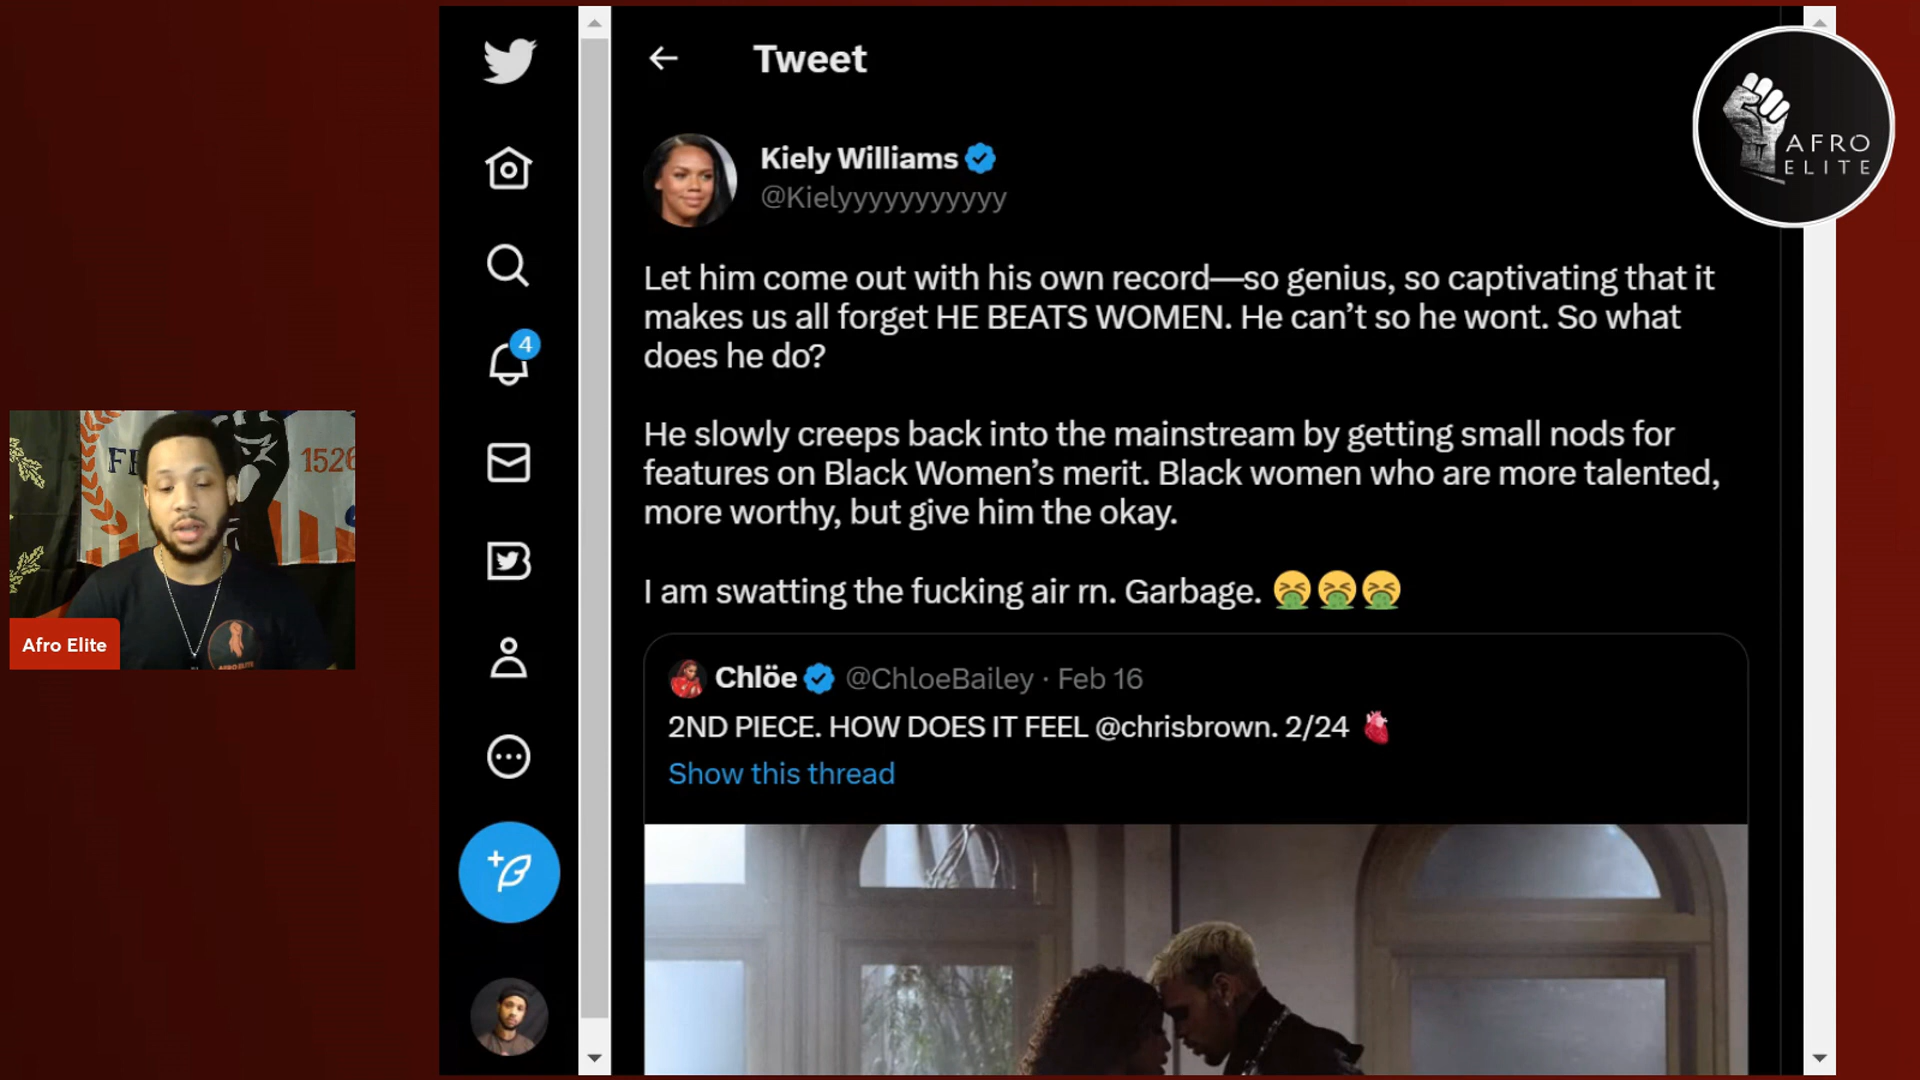 Tweet
Kiely Williams
@Kielyyyyyyyyyyy
AFRO
ELITE
Let him come out with his own record—so genius, so captivating that it
makes us all forget HE BEATS WOMEN. He can’t so he wont. So what
does he do?
4
He slowly creeps back into the mainstream by getting small nods for
features on Black Women’s merit. Black women who are more talented,
more worthy, but give him the okay.
1526
I am swatting the fucking air rn. Garbage. 🤮🤮🤮
Afro Elite
Chlöe @ChloeBailey · Feb 16
2ND PIECE. HOW DOES IT FEEL @chrisbrown. 2/24 🫀
Show this thread